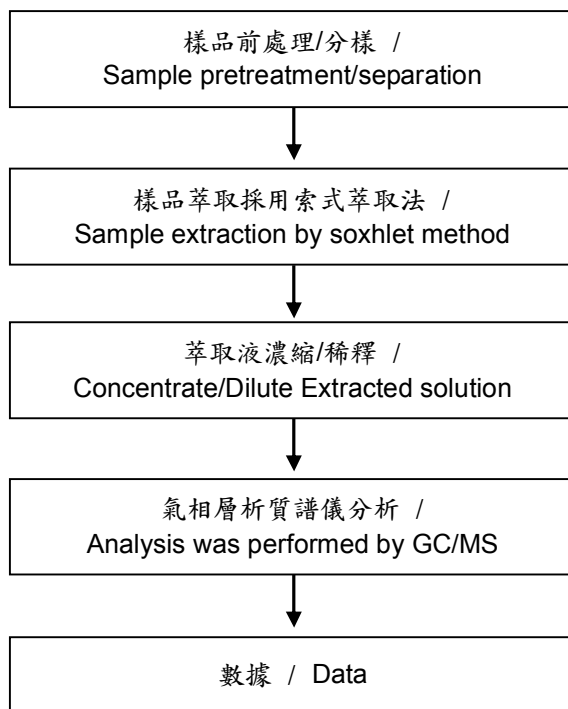 樣品前處理/分樣 /
Sample pretreatment/separation
樣品萃取採用索式萃取法 /
Sample extraction by soxhlet method
萃取液濃縮/稀釋 /
Concentrate/Dilute Extracted solution
氣相層析質譜儀分析 /
Analysis was performed by GC/MS
數據 / Data